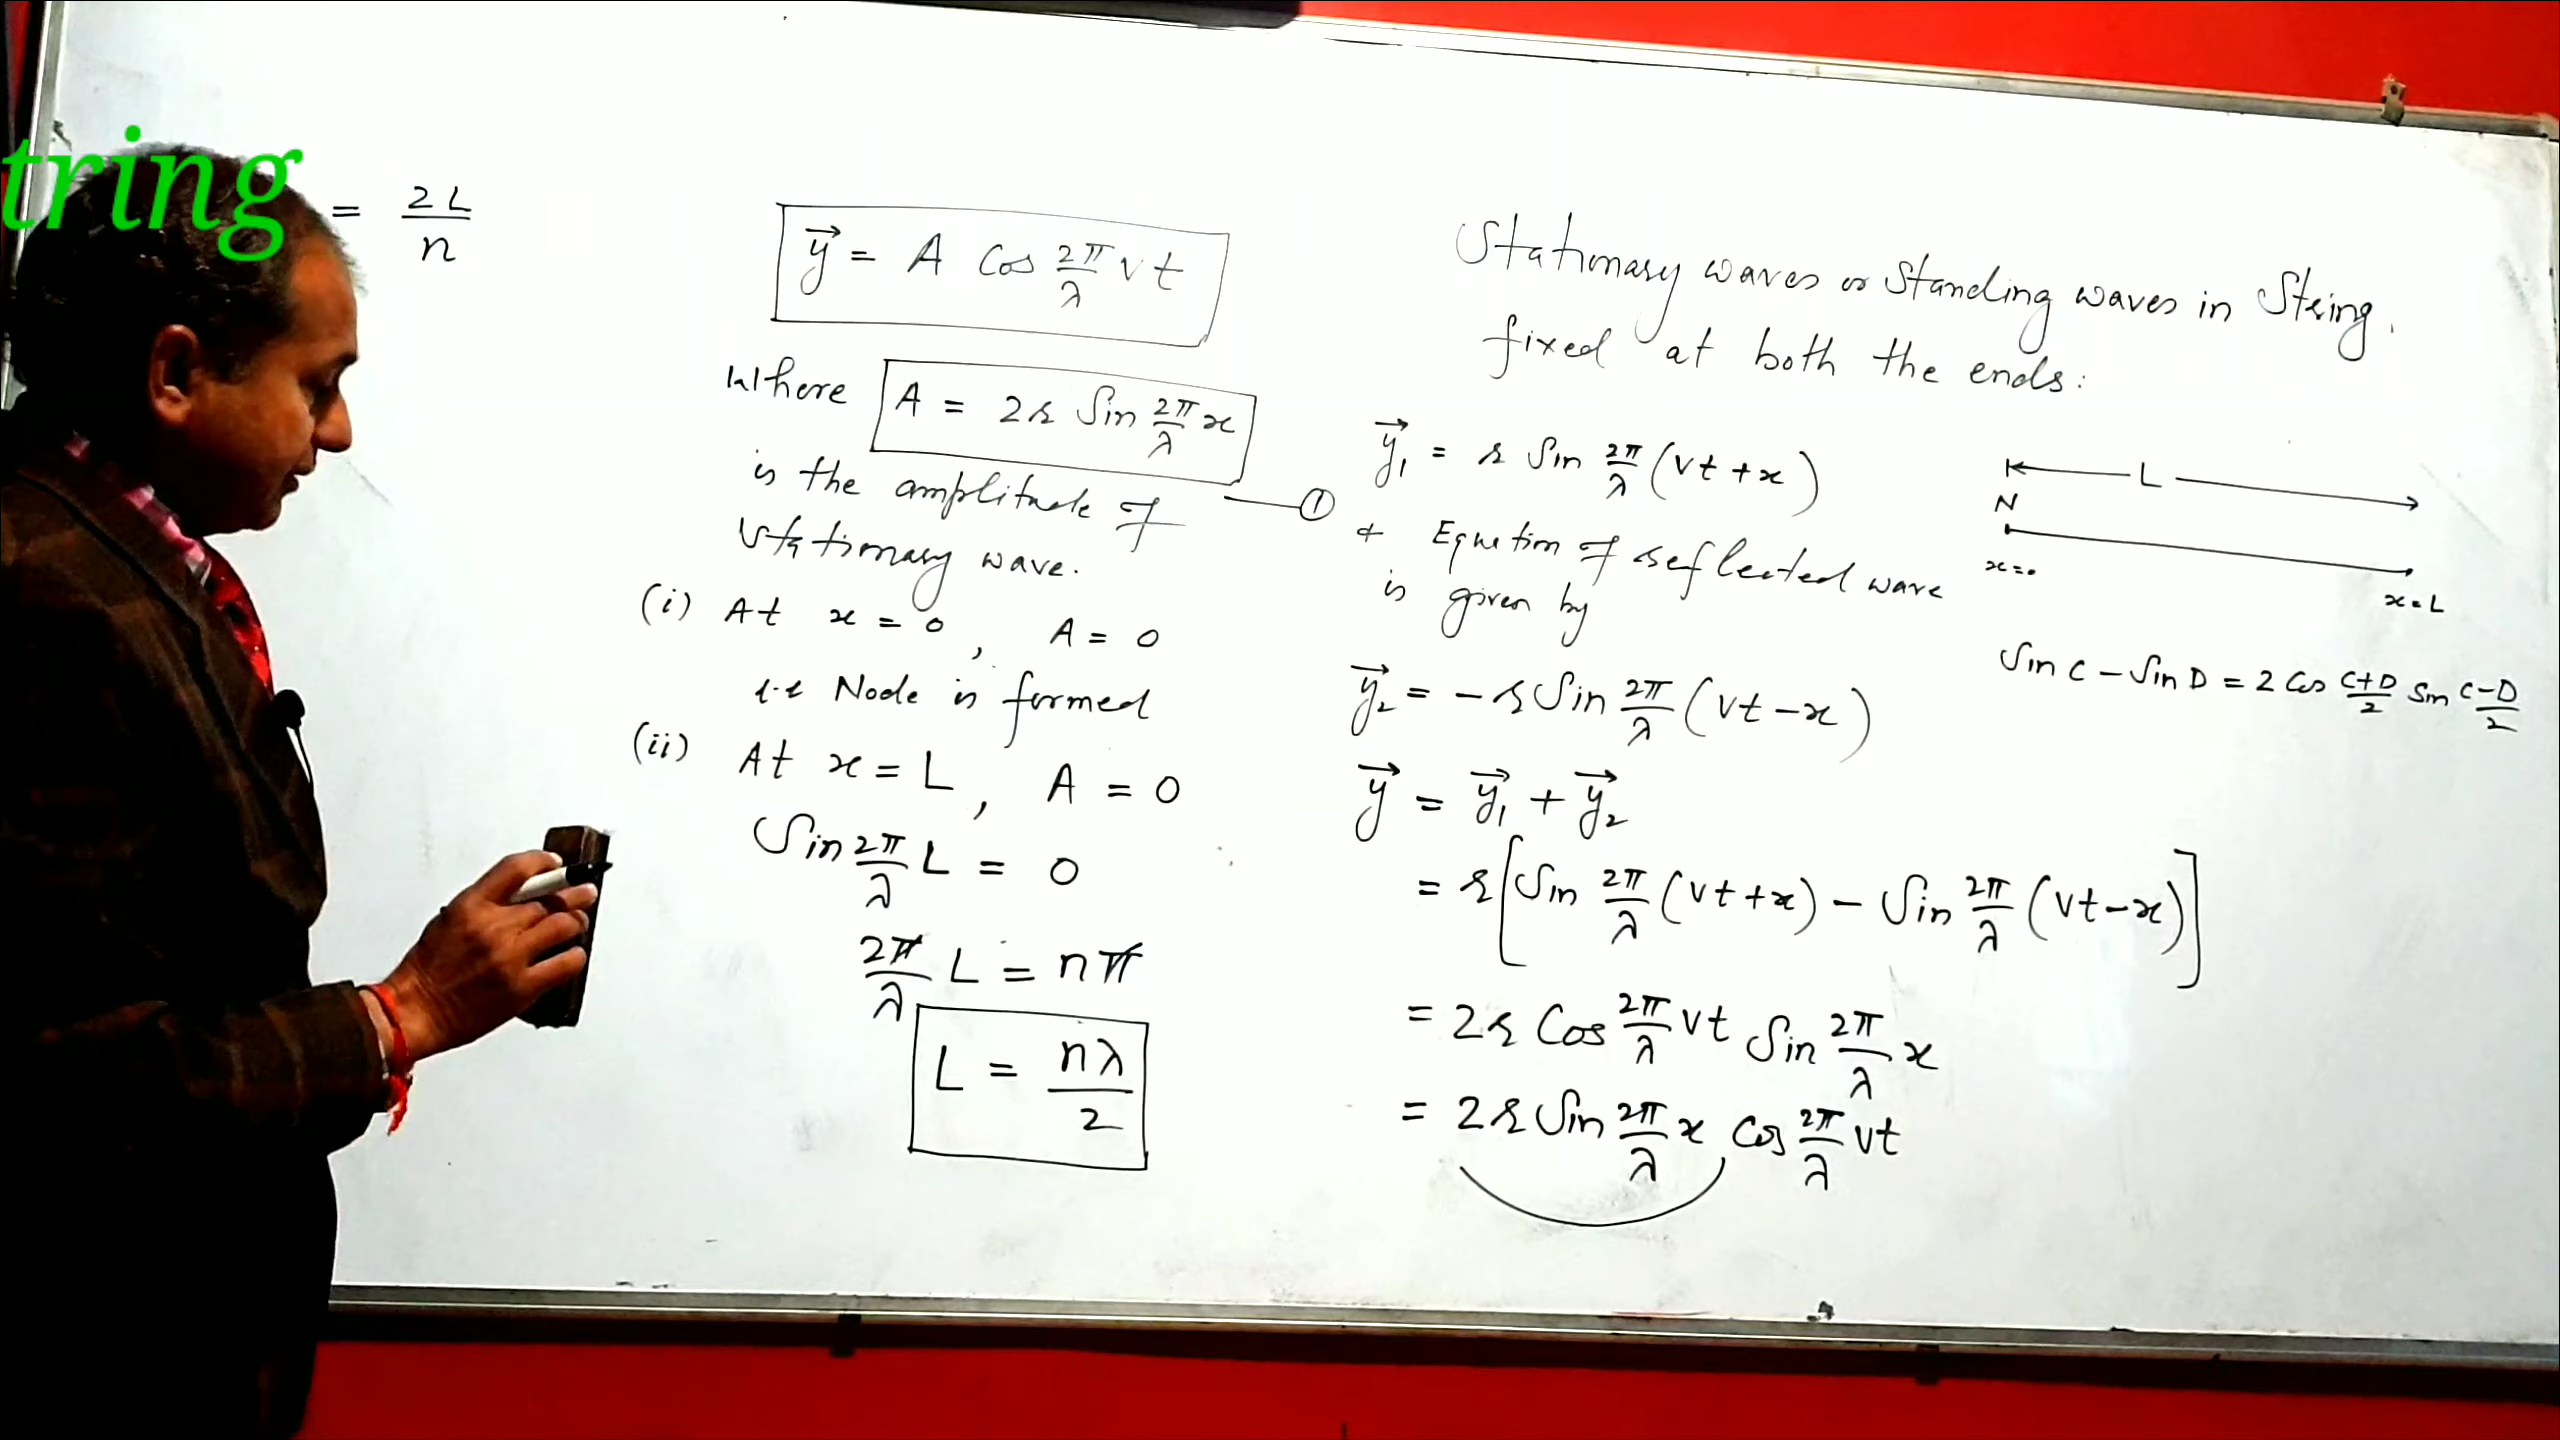 tring
= 2L/n
y⃗ = A Cos 2π/λ vt
Where A = 2r Sin 2π/λ x
is the amplitude of ——①
Stationary wave.
(i) At x = 0, A = 0
i.e Node is formed
(ii) At x = L, A = 0
Sin 2π/λ L = 0
2π/λ L = nπ
L = nλ/2
Stationary waves or Standing waves in String.
fixed at both the ends:
y⃗₁ = r Sin 2π/λ (vt + x)
& Equation of reflected wave
is given by
y⃗₂ = - r Sin 2π/λ (vt - x)
y⃗ = y⃗₁ + y⃗₂
= r [Sin 2π/λ (vt + x) - Sin 2π/λ (vt - x)]
= 2r Cos 2π/λ vt Sin 2π/λ x
= 2r Sin 2π/λ x Cos 2π/λ vt
L
N
x=0
x=L
Sin C - Sin D = 2 Cos C+D/2 Sin C-D/2